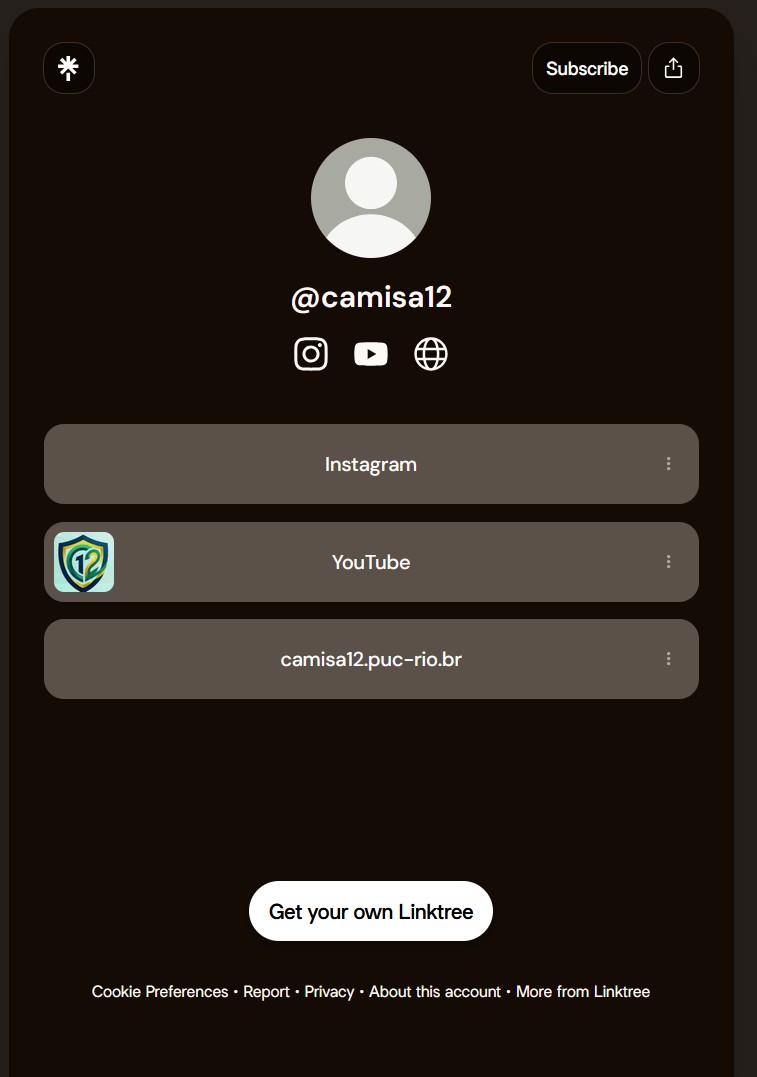 Subscribe
@camisa12
Instagram
12
YouTube
camisa12.puc-rio.br
Get your own Linktree
Cookie Preferences • Report • Privacy • About this account • More from Linktree